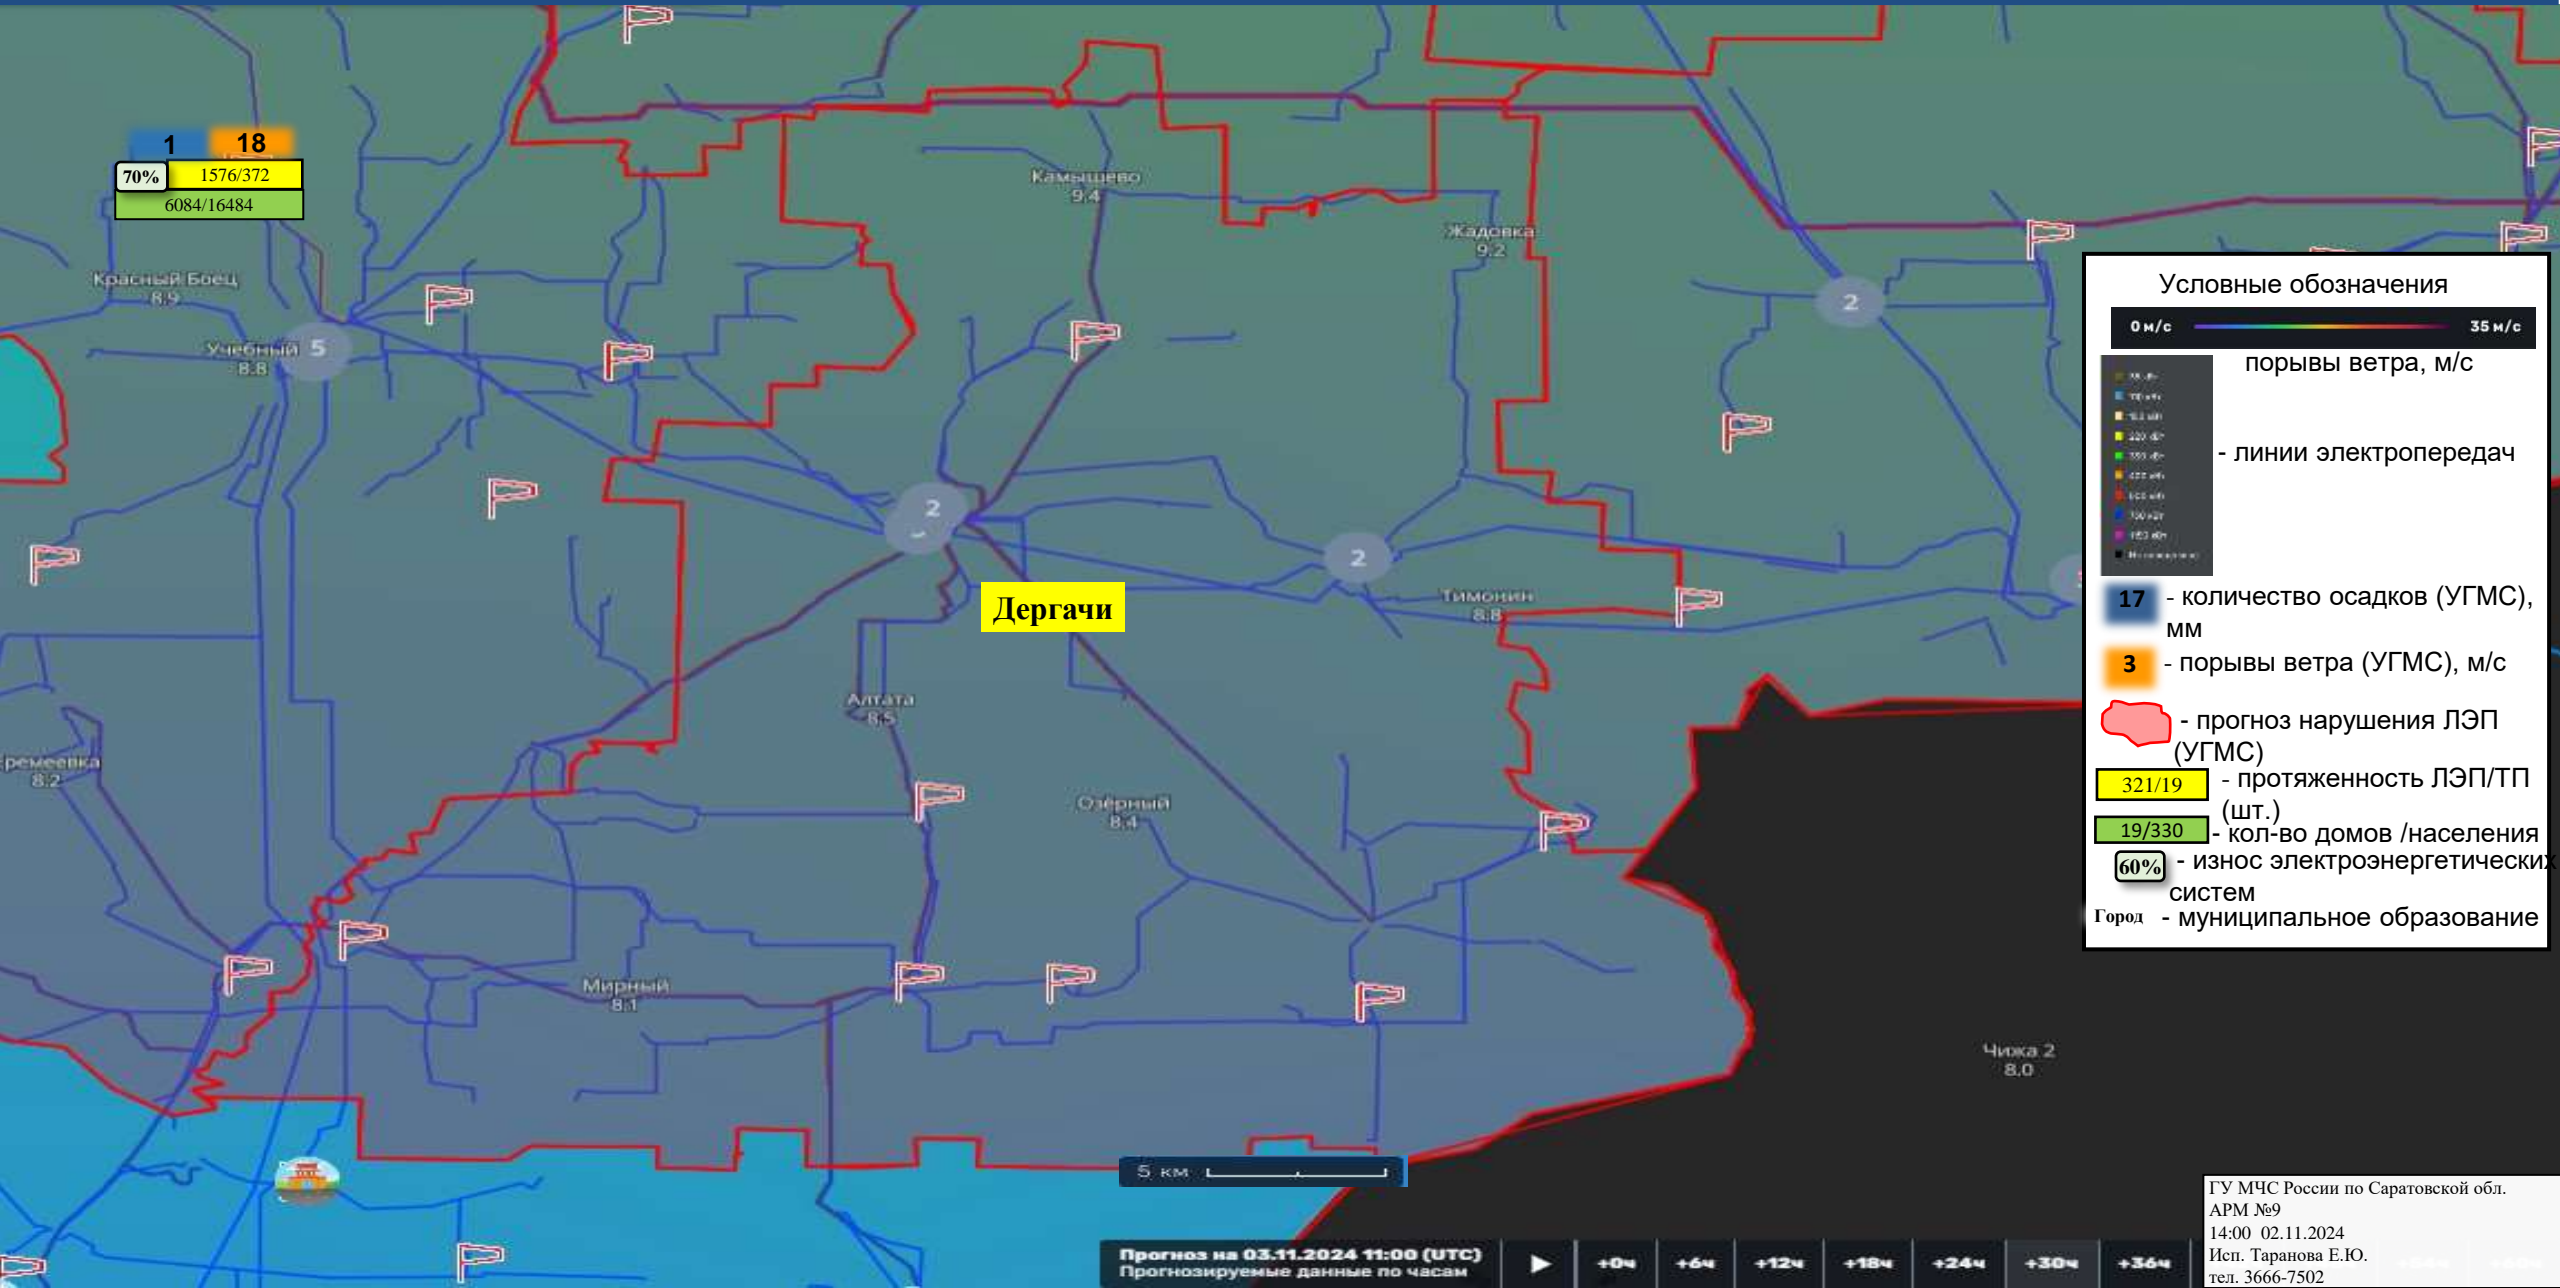 1 18
70% 1576/372
6084/16484
Камышево
9.4
Жадовка
9.2
Красный Боец
8.9
Учебный 5
8.8
2
2
2
Дергачи
Тимонин
8.8
Алтата
8.5
8.2
Озёрный
8.4
Мирный
8.1
Чижа 2
8.0
Условные обозначения
0 м/с 35 м/с
порывы ветра, м/с
- линии электропередач
17 - количество осадков (УГМС),
мм
3 - порывы ветра (УГМС), м/с
- прогноз нарушения ЛЭП
(УГМС)
321/19 - протяженность ЛЭП/ТП
(шт.)
19/330 - кол-во домов /населения
60% - износ электроэнергетических
систем
Город - муниципальное образование
5 км
Прогноз на 03.11.2024 11:00 (UTC)
Прогнозируемые данные по часам
+0ч +6ч +12ч +18ч +24ч +30ч +36ч
ГУ МЧС России по Саратовской обл.
АРМ №9
14:00 02.11.2024
Исп. Таранова Е.Ю.
тел. 3666-7502